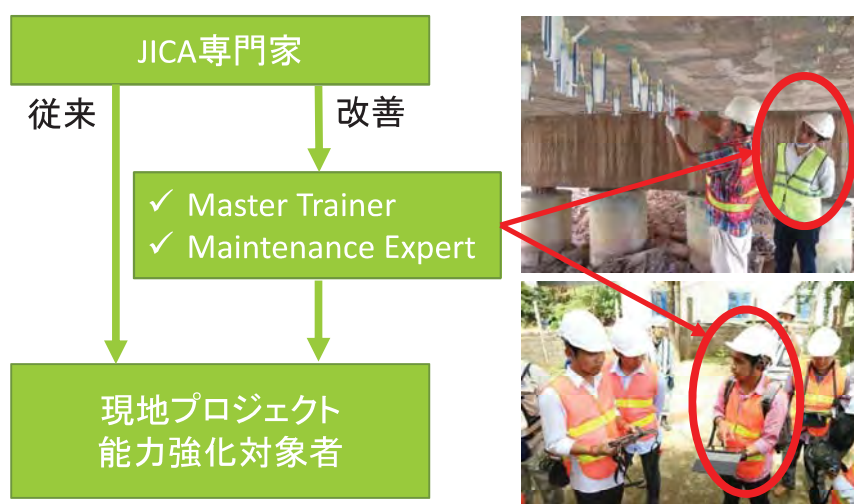 JICA専門家
従来
改善
✓ Master Trainer
✓ Maintenance Expert
現地プロジェクト
能力強化対象者